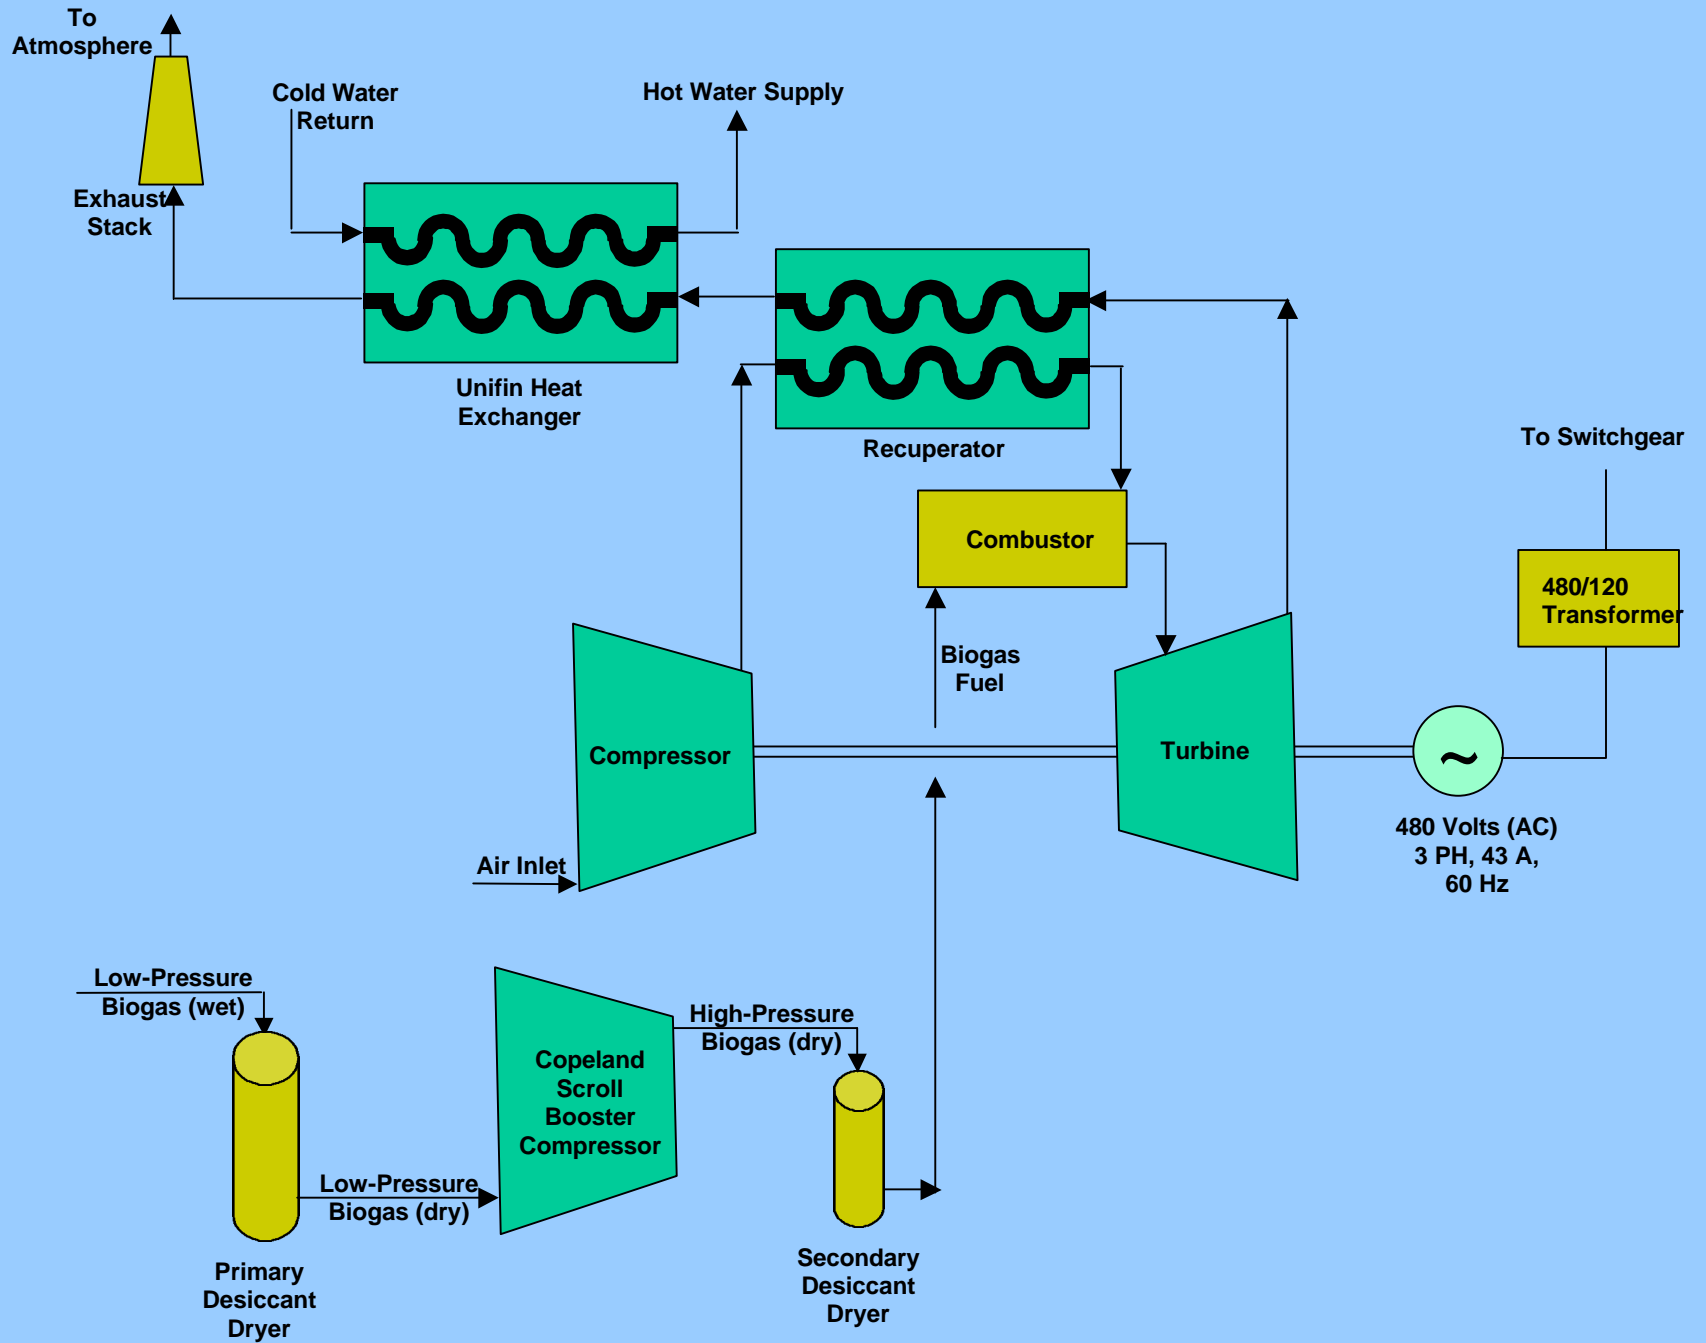 To
Atmosphere
Cold Water
Return
Hot Water Supply
Exhaust
Stack
Unifin Heat
Exchanger
Recuperator
To Switchgear
Combustor
480/120
Transformer
Biogas
Fuel
Compressor
Turbine
~
480 Volts (AC)
3 PH, 43 A,
60 Hz
Air Inlet
Low-Pressure
Biogas (wet)
High-Pressure
Biogas (dry)
Copeland
Scroll
Booster
Compressor
Low-Pressure
Biogas (dry)
Primary
Desiccant
Dryer
Secondary
Desiccant
Dryer